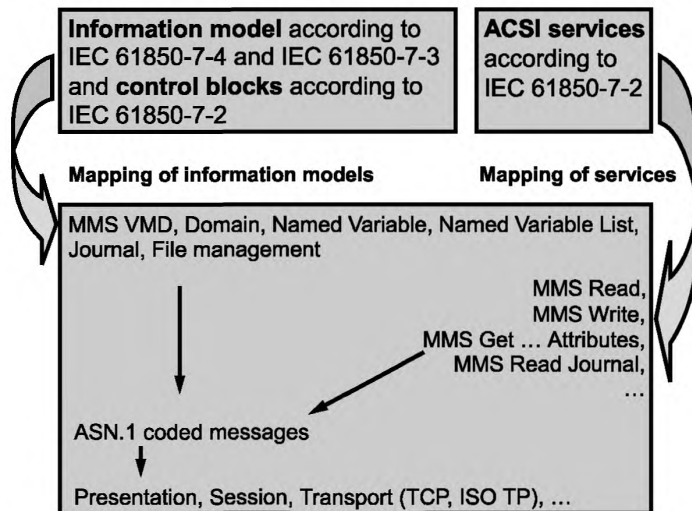 Information model according to
IEC 61850-7-4 and IEC 61850-7-3
and control blocks according to
IEC 61850-7-2
ACSI services
according to
IEC 61850-7-2
Mapping of information models
Mapping of services
MMS VMD, Domain, Named Variable, Named Variable List,
Journal, File management
MMS Read,
MMS Write,
MMS Get ... Attributes,
MMS Read Journal,
...
ASN.1 coded messages
Presentation, Session, Transport (TCP, ISO TP), ...